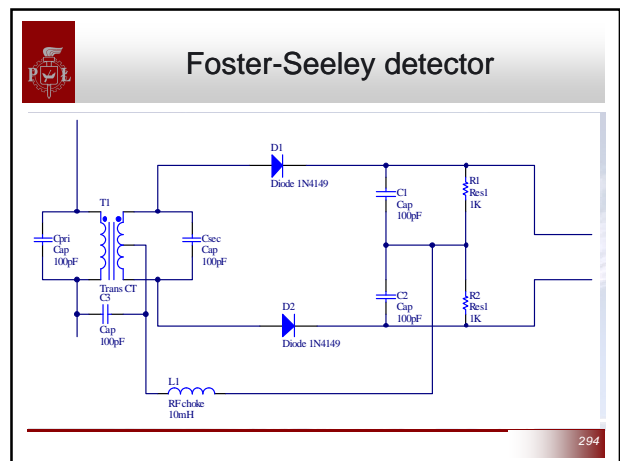 P Ł
Foster-Seeley detector
D1
Diode 1N4149
T1
Cpri
Cap
100pF
Trans CT
Csec
Cap
100pF
C1
Cap
100pF
R1
Res1
1K
C3
Cap
100pF
D2
Diode 1N4149
C2
Cap
100pF
R2
Res1
1K
L1
RF choke
10mH
294